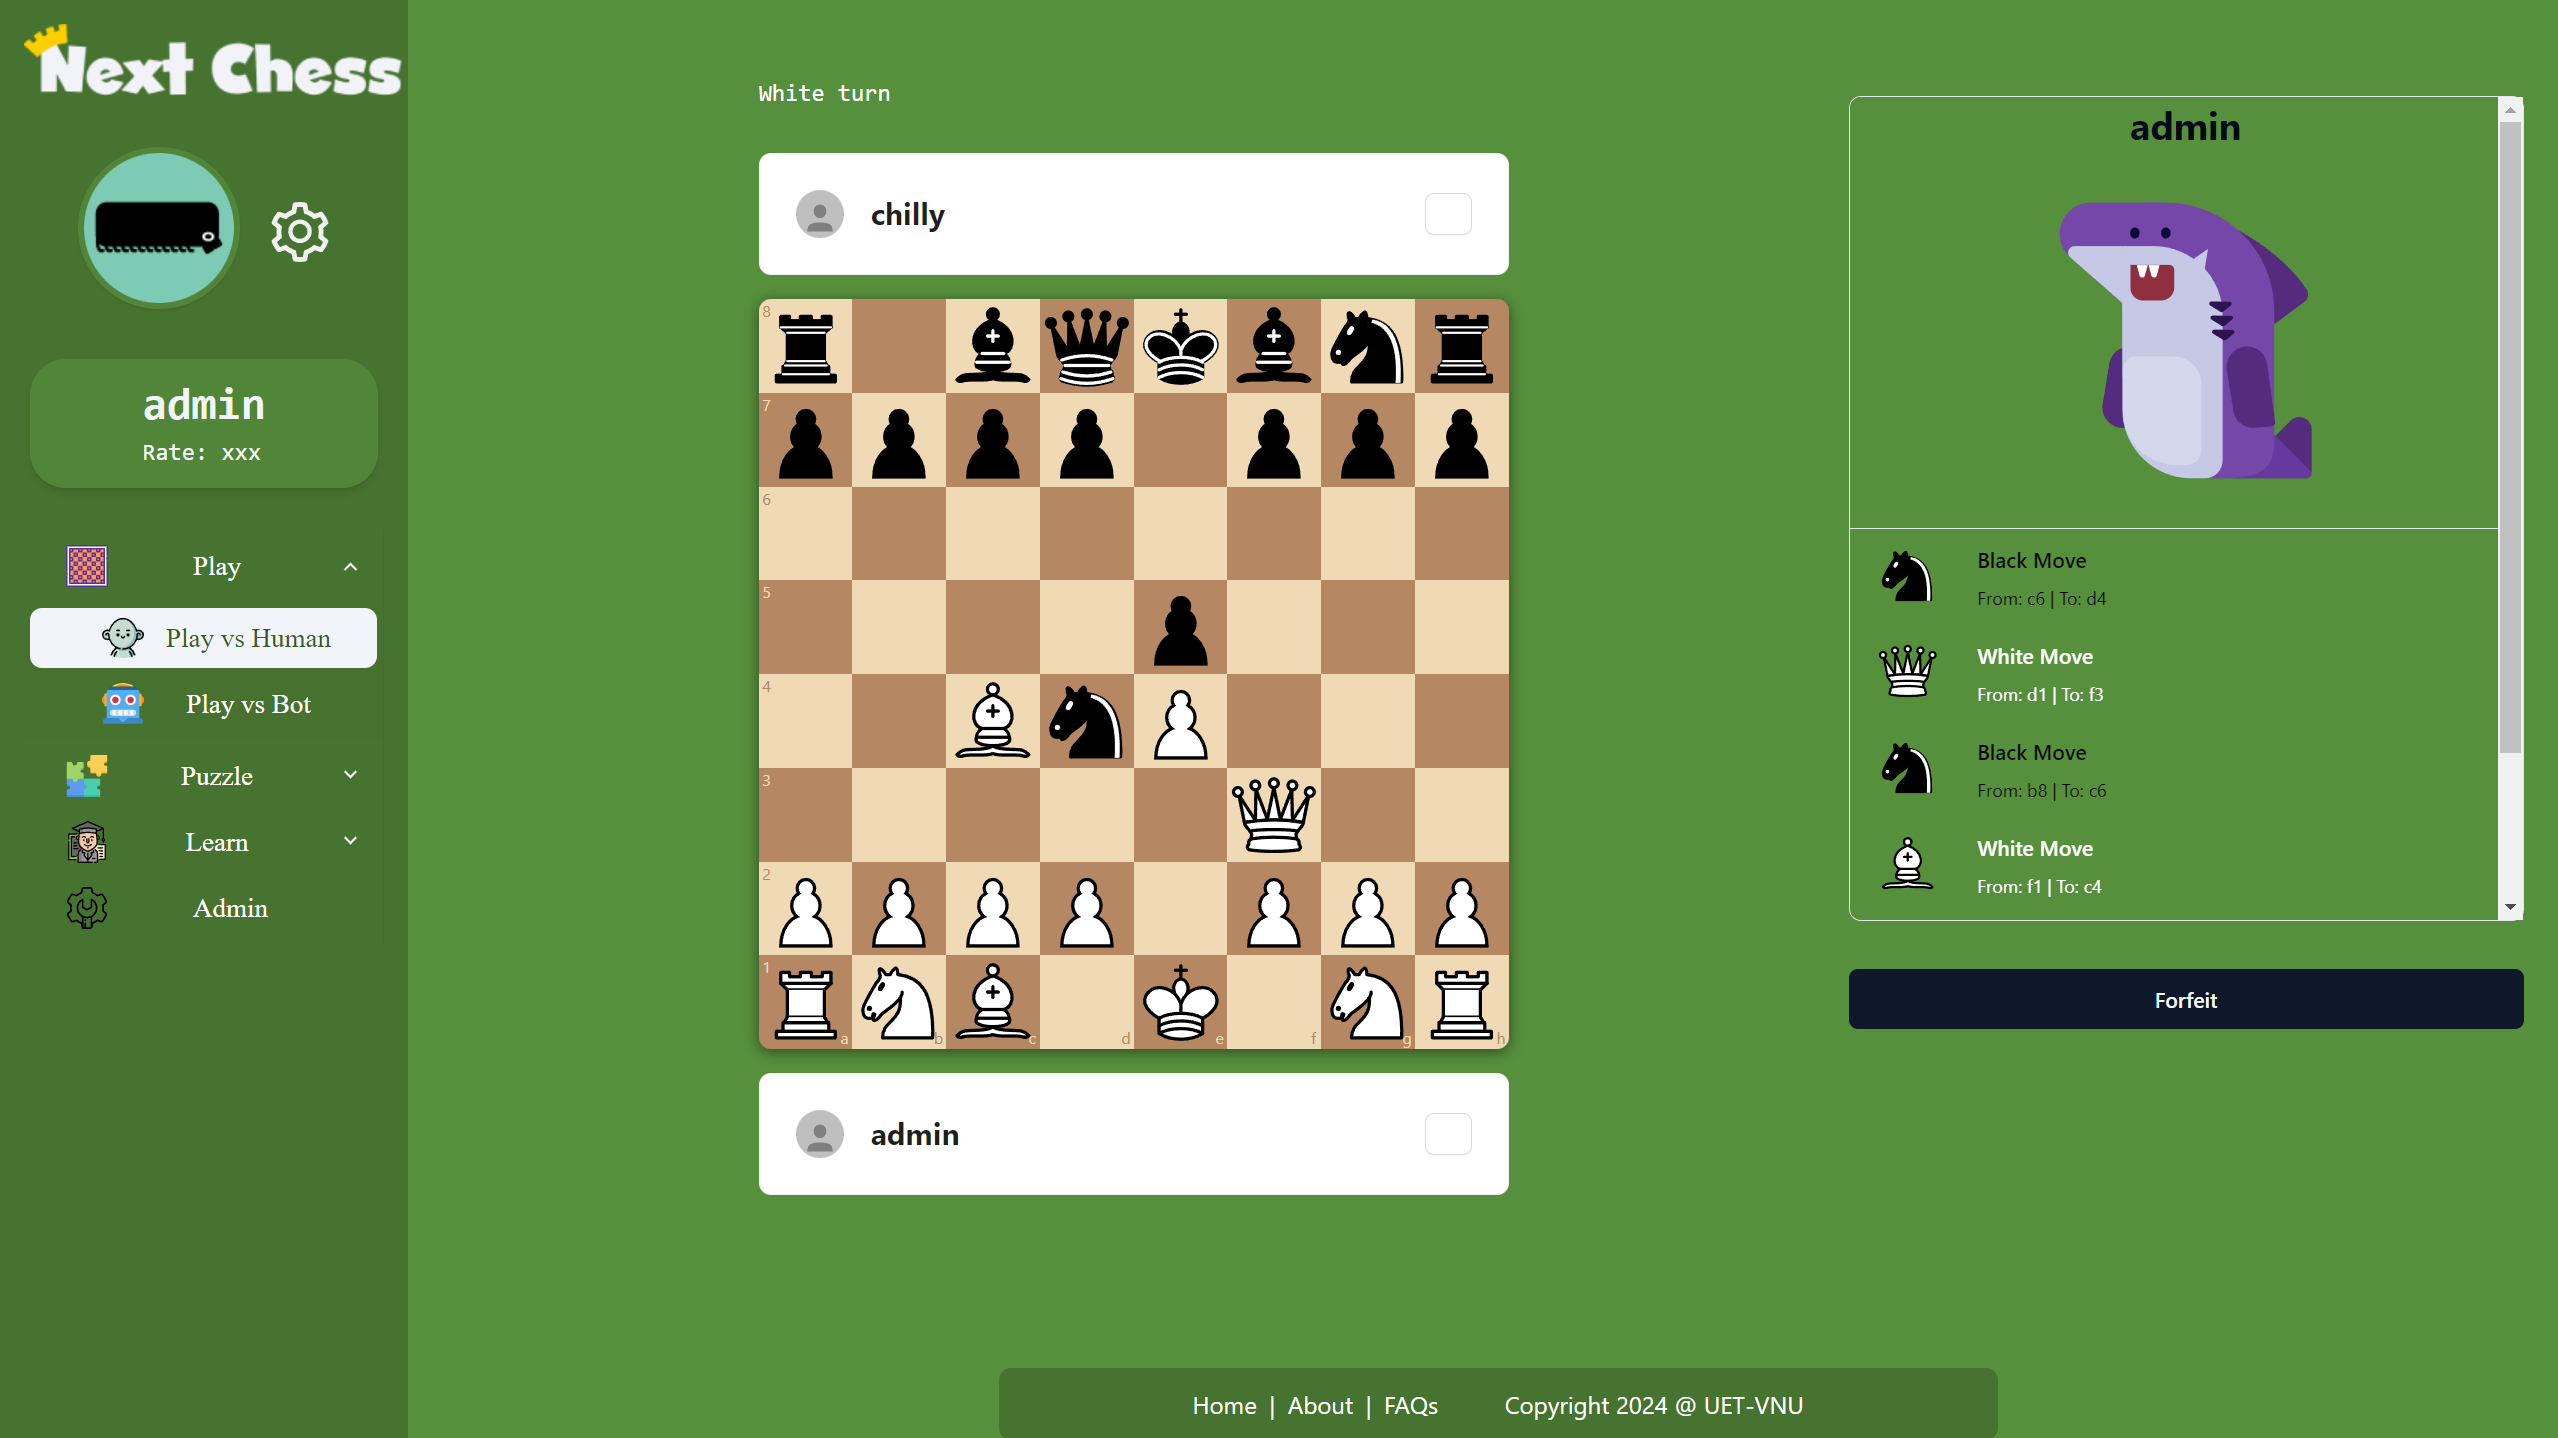 Next Chess
admin
Rate: xxx
Play
Play vs Human
Play vs Bot
Puzzle
Learn
Admin
White turn
chilly
8
7
6
5
4
3
2
1
a
b
c
d
e
f
g
h
admin
admin
Black Move
From: c6 | To: d4
White Move
From: d1 | To: f3
Black Move
From: b8 | To: c6
White Move
From: f1 | To: c4
Forfeit
Home | About | FAQs Copyright 2024 @ UET-VNU